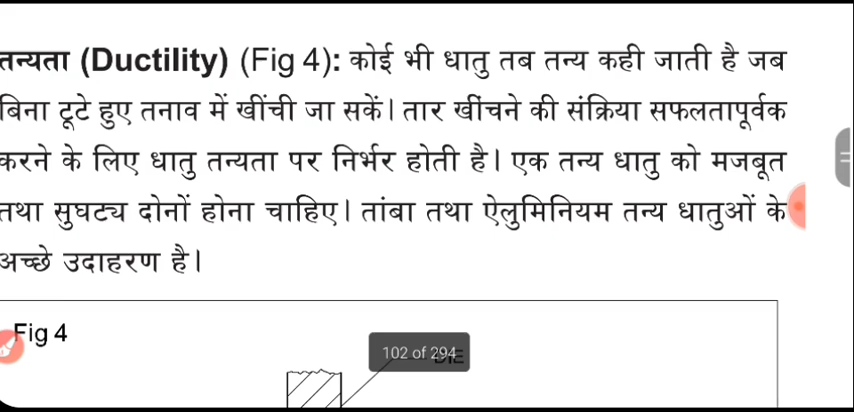 तन्यता (Ductility) (Fig 4): कोई भी धातु तब तन्य कही जाती है जब
बिना टूटे हुए तनाव में खींची जा सकें। तार खींचने की संक्रिया सफलतापूर्वक
करने के लिए धातु तन्यता पर निर्भर होती है। एक तन्य धातु को मजबूत
तथा सुघट्य दोनों होना चाहिए। तांबा तथा ऐलुमिनियम तन्य धातुओं के
अच्छे उदाहरण है।
Fig 4
102 of 294
DIE